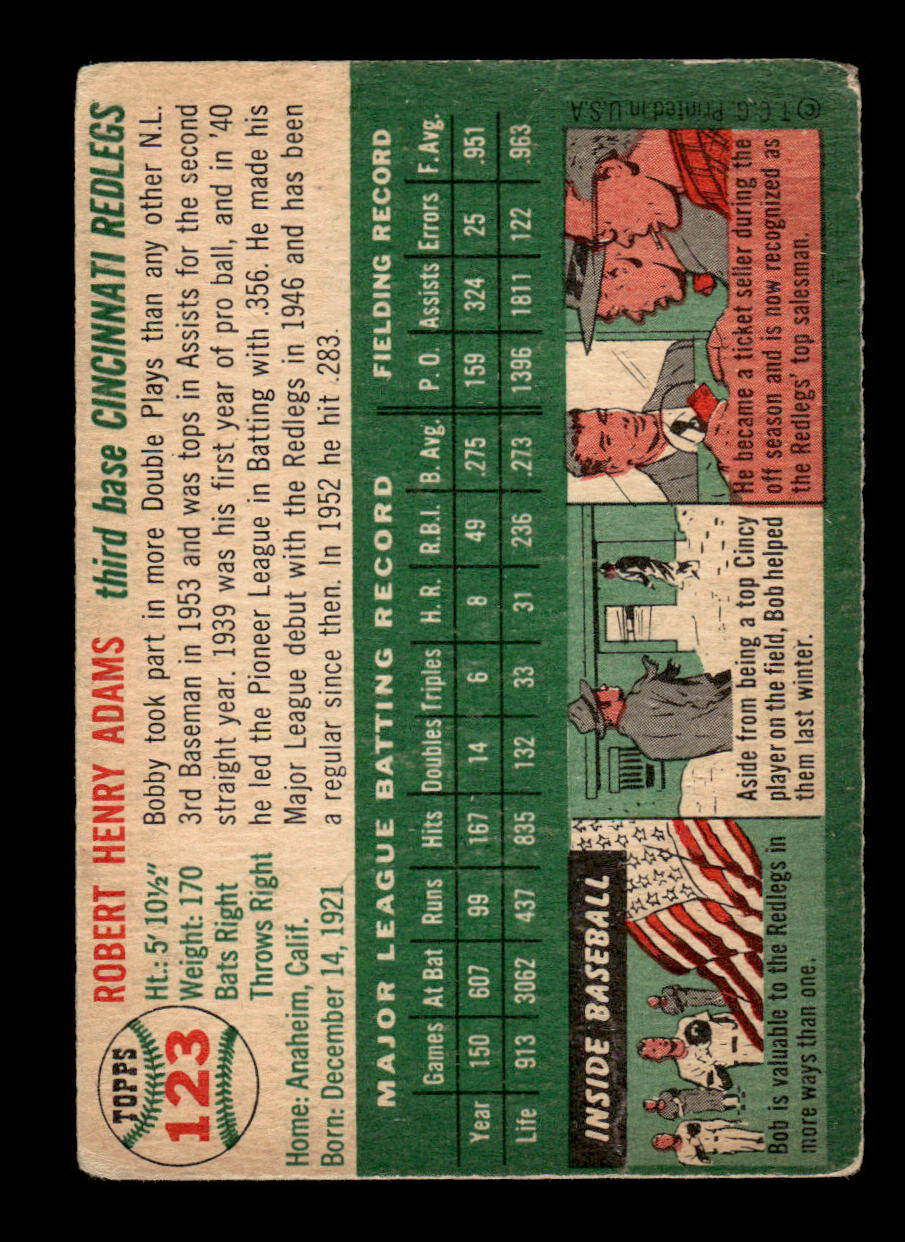 TOPPS
123
ROBERT HENRY ADAMS third base CINCINNATI REDLEGS
Ht.: 5' 10½"
Weight: 170
Bats Right
Throws Right
Home: Anaheim, Calif.
Born: December 14, 1921
Bobby took part in more Double Plays than any other N.L.
3rd Baseman in 1953 and was tops in Assists for the second
straight year. 1939 was his first year of pro ball, and in '40
he led the Pioneer League in Batting with .356. He made his
Major League debut with the Redlegs in 1946 and has been
a regular since then. In 1952 he hit .283.
MAJOR LEAGUE BATTING RECORD FIELDING RECORD
Games At Bat Runs Hits Doubles Triples H. R. R.B.I. B. Avg. P. O. Assists Errors F. Avg.
Year 150 607 99 167 14 6 8 49 .275 159 324 25 .951
Life 913 3062 437 835 132 33 31 236 .273 1396 1811 122 .963
INSIDE BASEBALL
Bob is valuable to the Redlegs in
more ways than one.
Aside from being a top Cincy
player on the field, Bob helped
them last winter.
He became a ticket seller during the
off season and is now recognized as
the Redlegs' top salesman.
© T. C. G. Printed in U.S.A